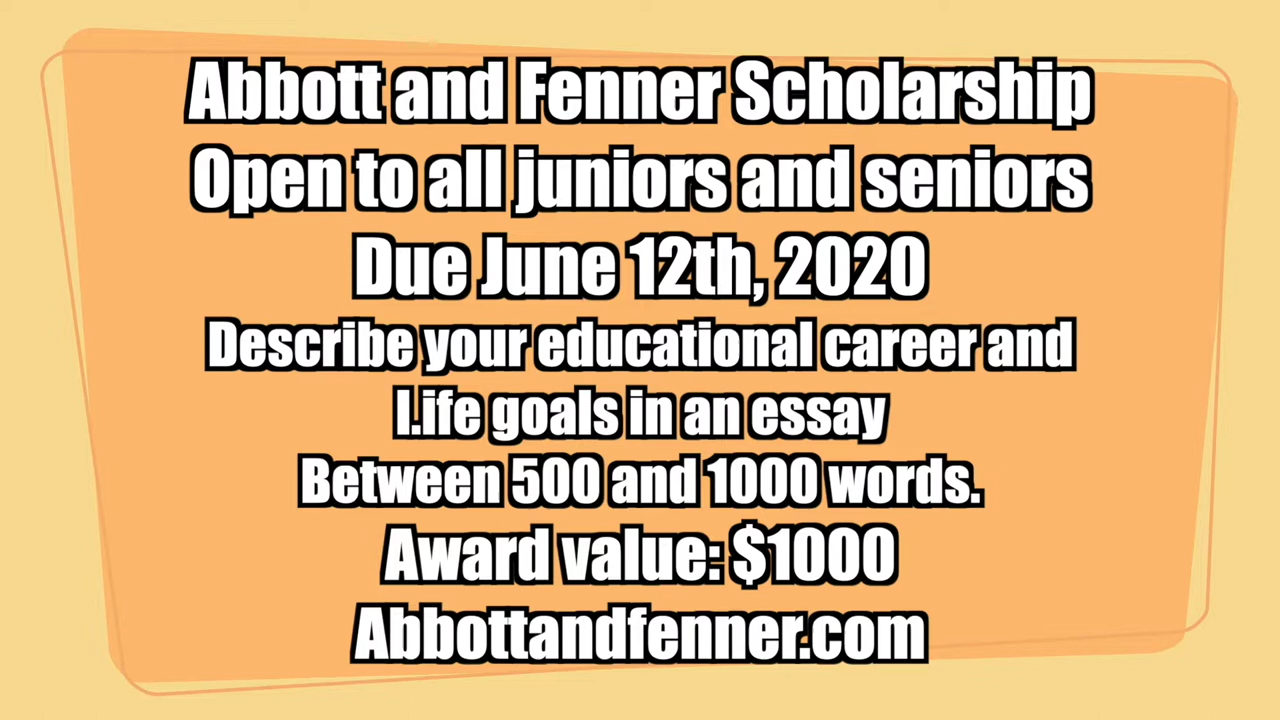 Abbott and Fenner Scholarship
Open to all juniors and seniors
Due June 12th, 2020
Describe your educational career and
Life goals in an essay
Between 500 and 1000 words.
Award value: $1000
Abbottandfenner.com